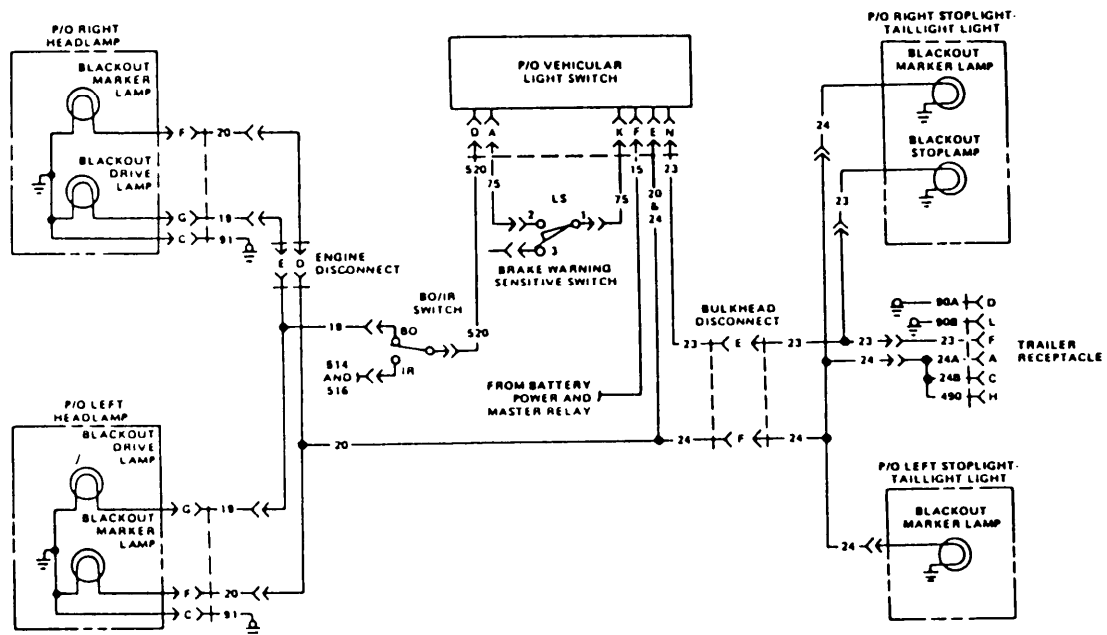 P/O RIGHT
HEADLAMP
BLACKOUT
MARKER
LAMP
F
20
BLACKOUT
DRIVE LAMP
G
19
C
91
E
D
ENGINE
DISCONNECT
P/O VEHICULAR
LIGHT SWITCH
D
A
K
F
E
N
520
75
75
15
20
&
24
23
LS
2
1
3
BRAKE WARNING
SENSITIVE SWITCH
BO/IR
SWITCH
19
BO
520
514
AND
516
IR
FROM BATTERY
POWER AND
MASTER RELAY
BULKHEAD
DISCONNECT
23
E
23
20
24
F
24
P/O LEFT
HEADLAMP
BLACKOUT
DRIVE
LAMP
G
19
BLACKOUT
MARKER
LAMP
F
20
C
91
P/O RIGHT STOPLIGHT-
TAILLIGHT LIGHT
BLACKOUT
MARKER LAMP
24
BLACKOUT
STOPLAMP
23
90A
D
90B
L
23
23
F
24
24A
A
24B
C
490
H
TRAILER
RECEPTACLE
P/O LEFT STOPLIGHT-
TAILLIGHT LIGHT
BLACKOUT
MARKER LAMP
24